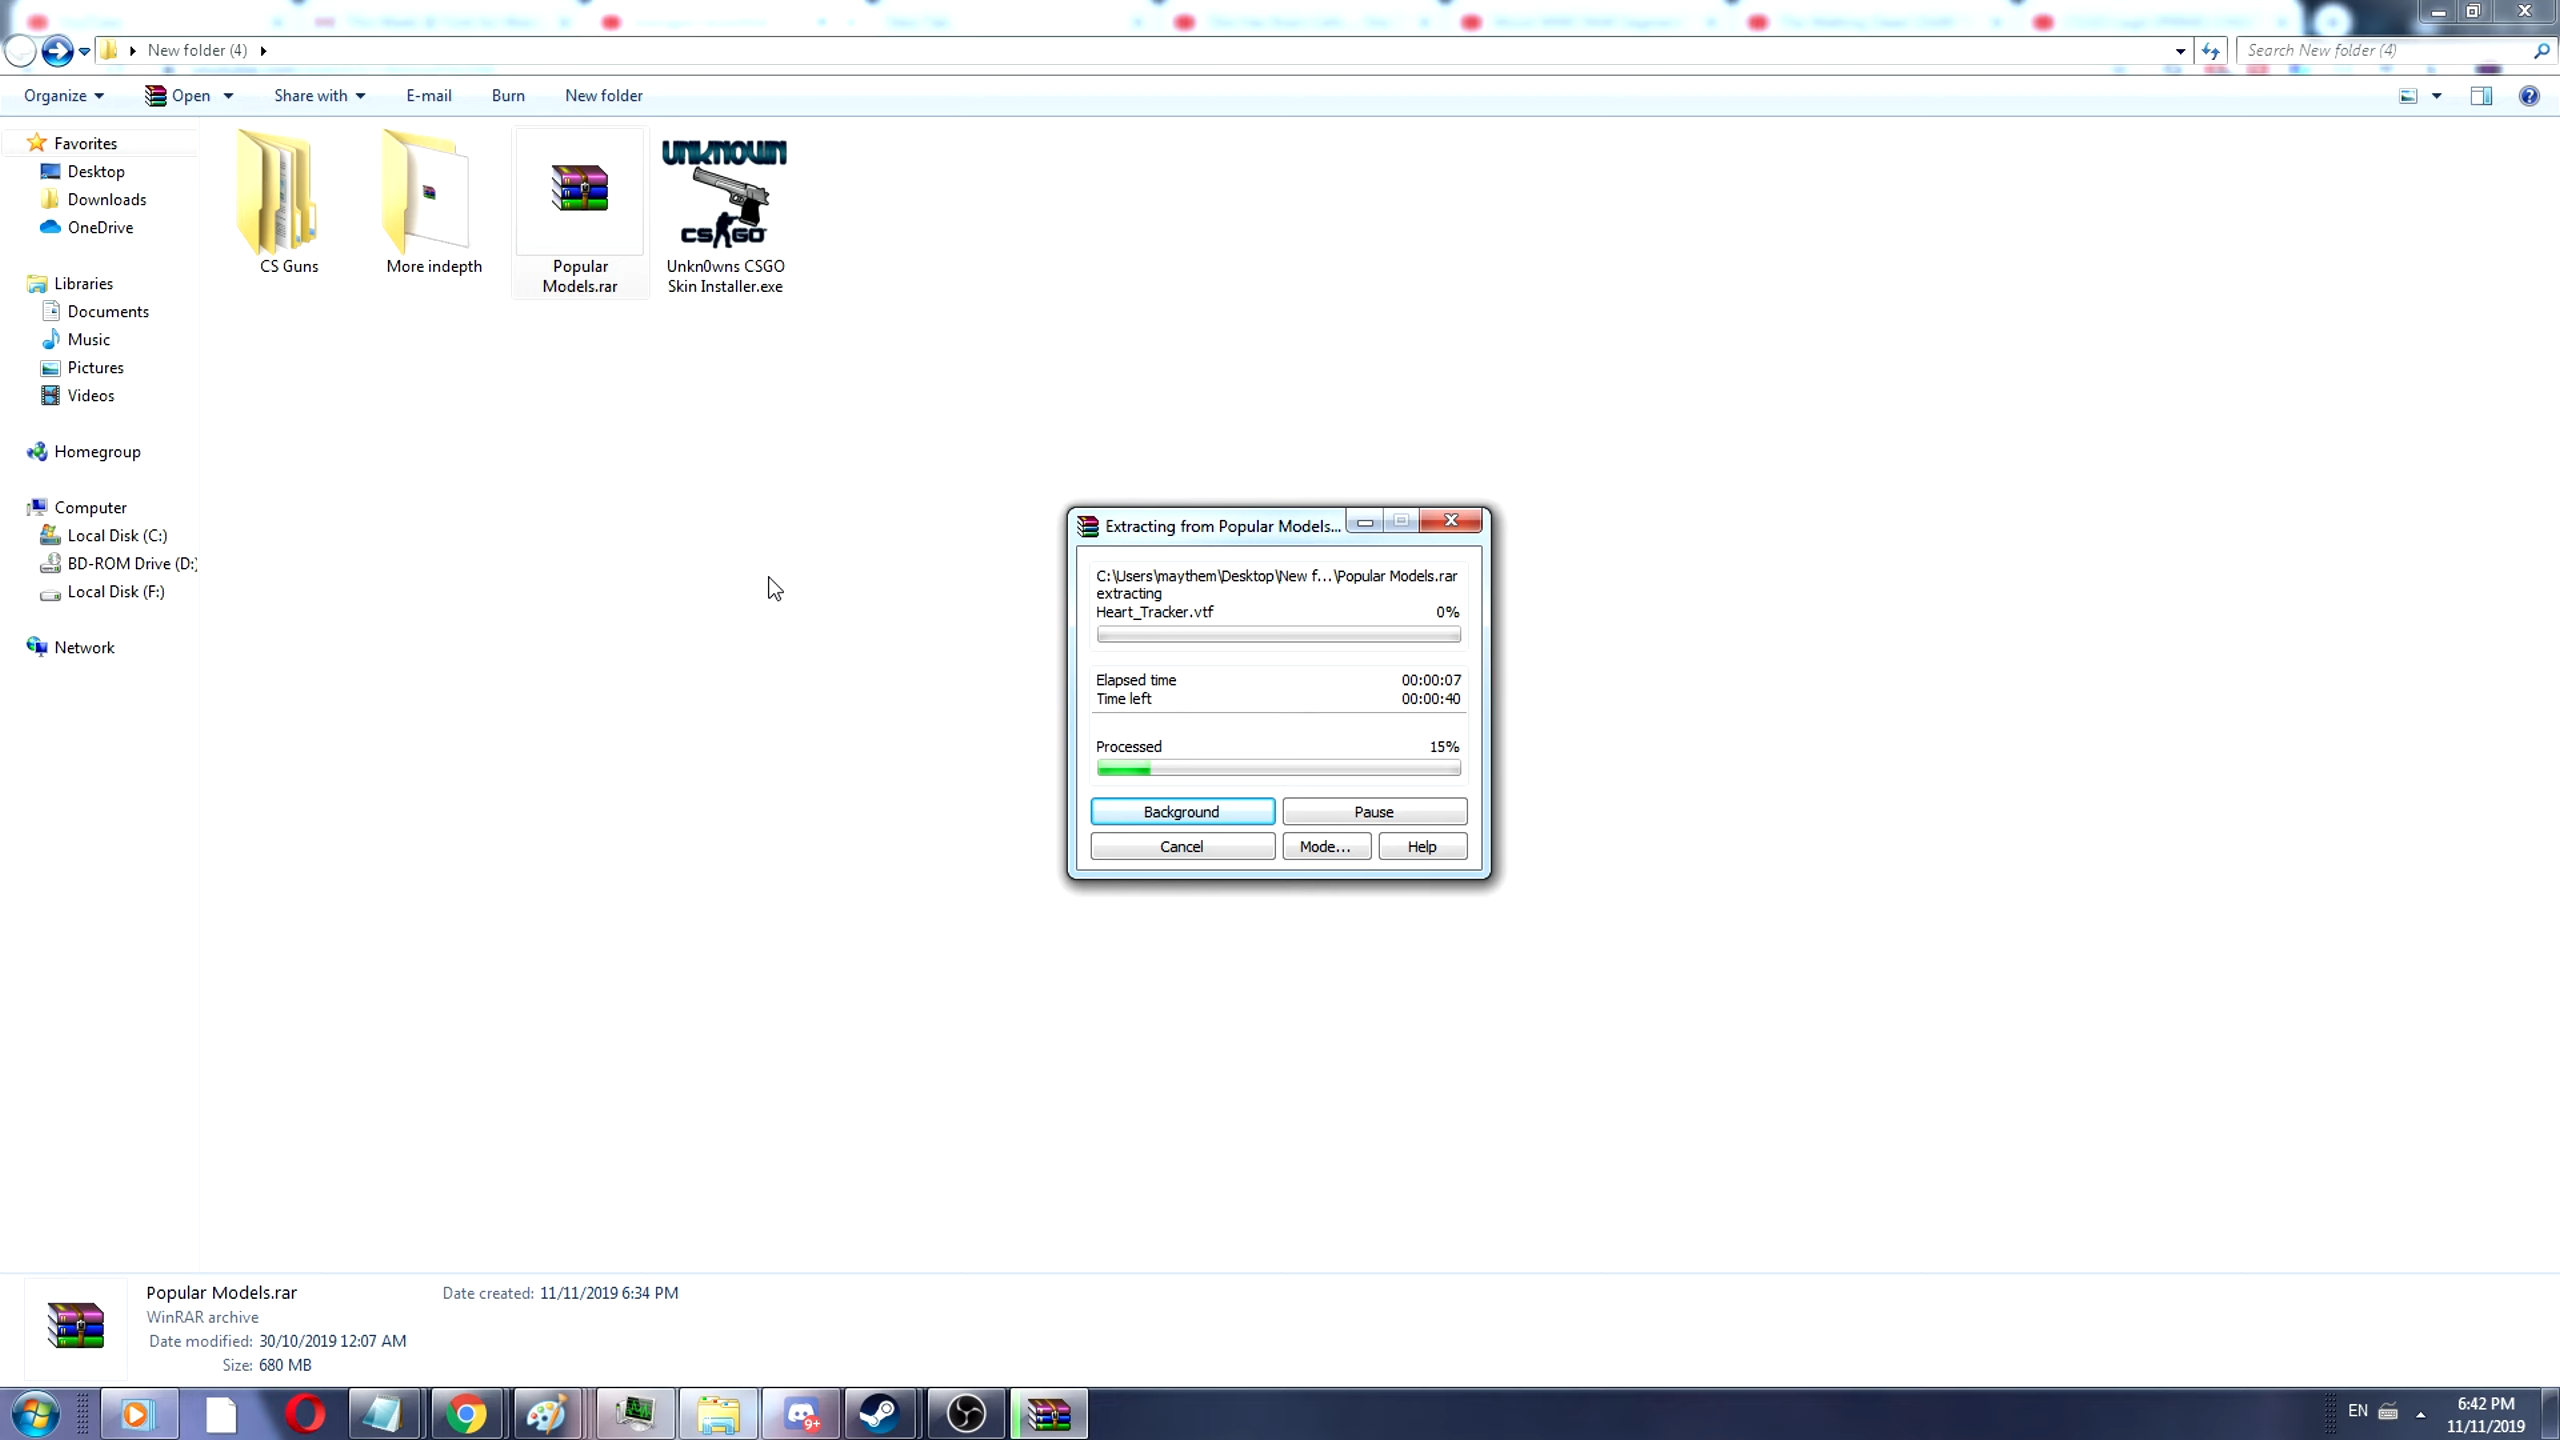 New folder (4)
Search New folder (4)
Organize
Open
Share with
E-mail
Burn
New folder
Favorites
Desktop
Downloads
OneDrive
Libraries
Documents
Music
Pictures
Videos
Homegroup
Computer
Local Disk (C:)
BD-ROM Drive (D:)
Local Disk (F:)
Network
CS Guns
More indepth
Popular
Models.rar
UNKNOWN
CS GO
Unkn0wns CSGO
Skin Installer.exe
Extracting from Popular Models...
C:\Users\maythem\Desktop\New f...\Popular Models.rar
extracting
Heart_Tracker.vtf 0%
Elapsed time 00:00:07
Time left 00:00:40
Processed 15%
Background
Pause
Cancel
Mode...
Help
Popular Models.rar
WinRAR archive
Date modified: 30/10/2019 12:07 AM
Size: 680 MB
Date created: 11/11/2019 6:34 PM
9+
EN
6:42 PM
11/11/2019